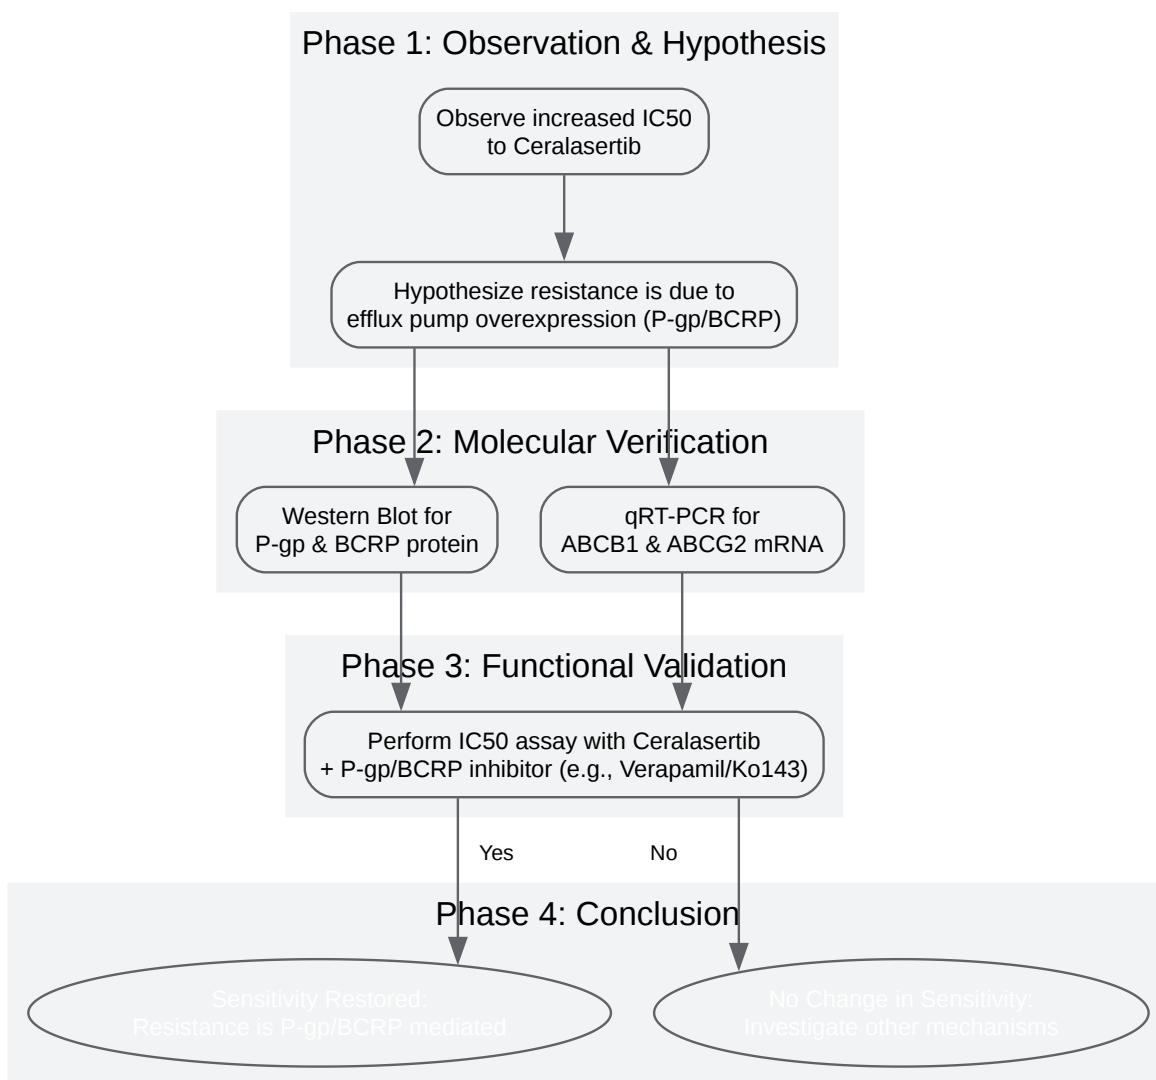 Phase 1: Observation & Hypothesis
Observe increased IC50
to Ceralasertib
Hypothesize resistance is due to
efflux pump overexpression (P-gp/BCRP)
Phase 2: Molecular Verification
Western Blot for
P-gp & BCRP protein
qRT-PCR for
ABCB1 & ABCG2 mRNA
Phase 3: Functional Validation
Perform IC50 assay with Ceralasertib
+ P-gp/BCRP inhibitor (e.g., Verapamil/Ko143)
Yes
No
Phase 4: Conclusion
Sensitivity Restored:
Resistance is P-gp/BCRP mediated
No Change in Sensitivity:
Investigate other mechanisms